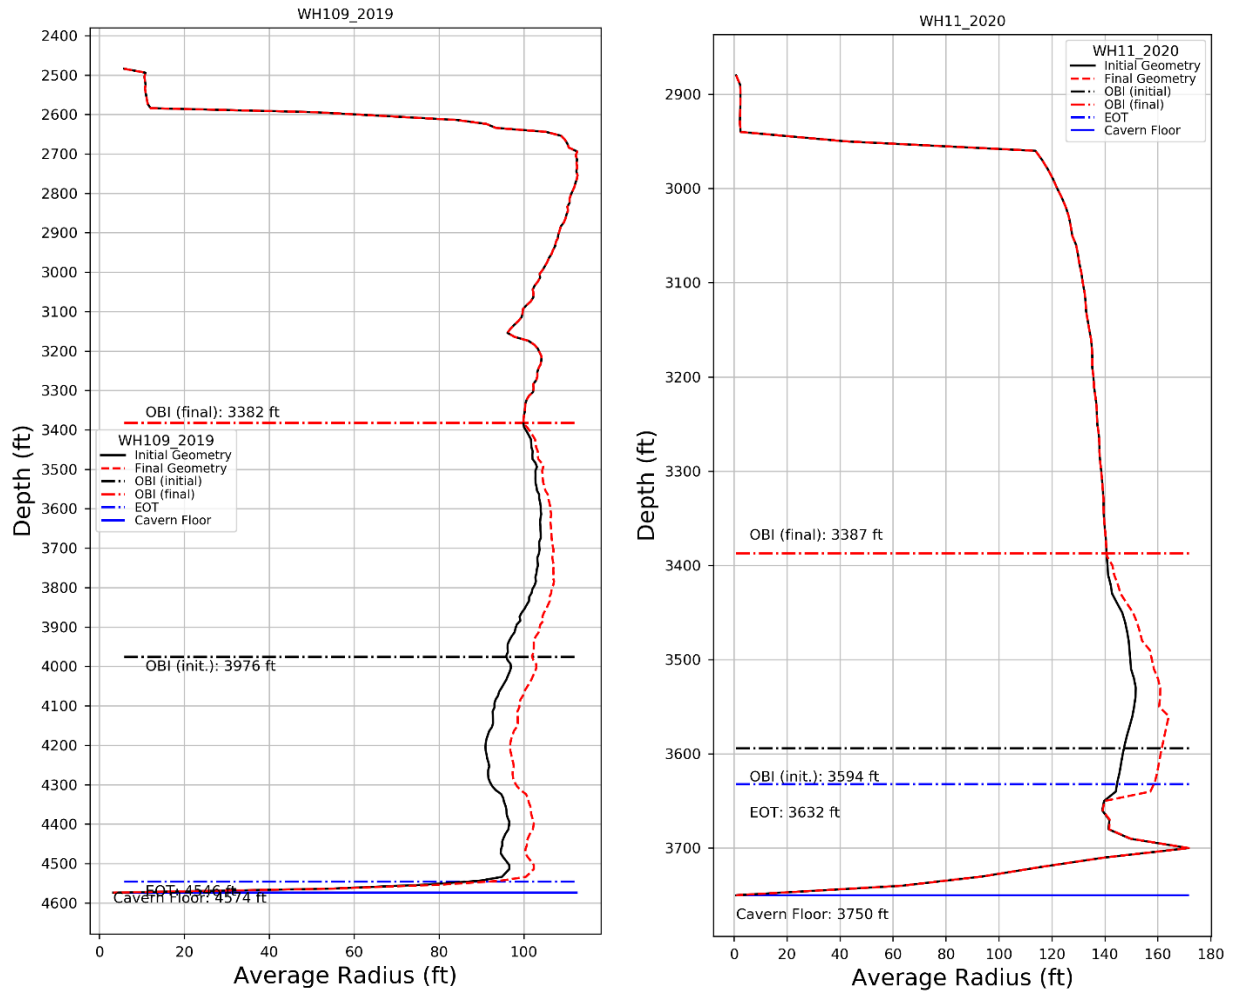 WH109_2019
2400
2500
2600
2700
2800
2900
3000
3100
3200
3300
3400
3500
3600
3700
3800
3900
4000
4100
4200
4300
4400
4500
4600
Depth (ft)
OBI (final): 3382 ft
WH109_2019
Initial Geometry
Final Geometry
OBI (initial)
OBI (final)
EOT
Cavern Floor
OBI (init.): 3976 ft
EOT: 4546 ft
Cavern Floor: 4574 ft
0 20 40 60 80 100
Average Radius (ft)
WH11_2020
WH11_2020
Initial Geometry
Final Geometry
OBI (initial)
OBI (final)
EOT
Cavern Floor
2900
3000
3100
3200
3300
3400
3500
3600
3700
Depth (ft)
OBI (final): 3387 ft
OBI (init.): 3594 ft
EOT: 3632 ft
Cavern Floor: 3750 ft
0 20 40 60 80 100 120 140 160 180
Average Radius (ft)